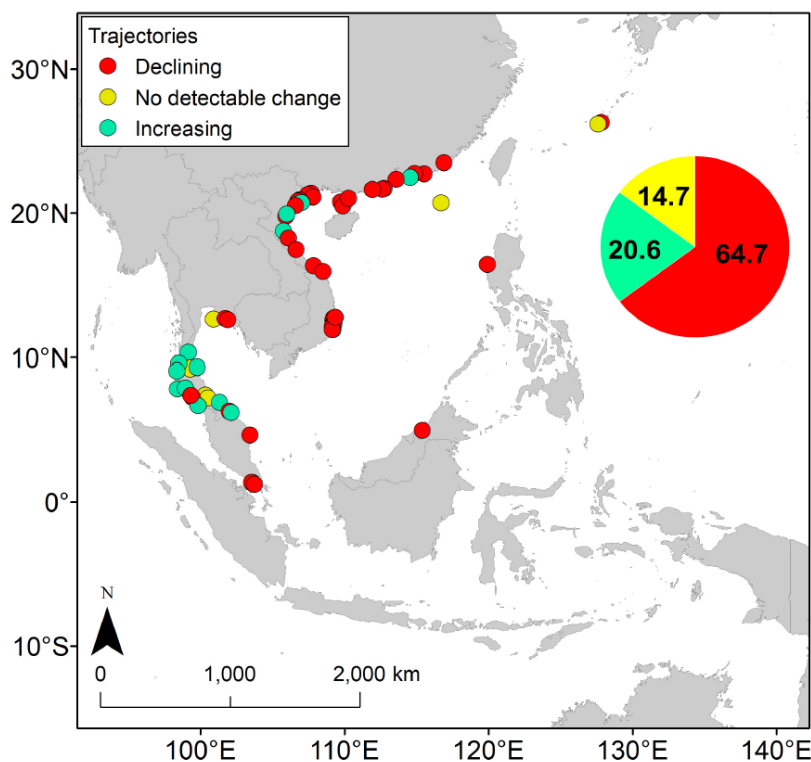 Trajectories
Declining
No detectable change
Increasing
30°N
20°N
10°N
0°
10°S
14.7
20.6
64.7
N
0 1,000 2,000 km
100°E 110°E 120°E 130°E 140°E